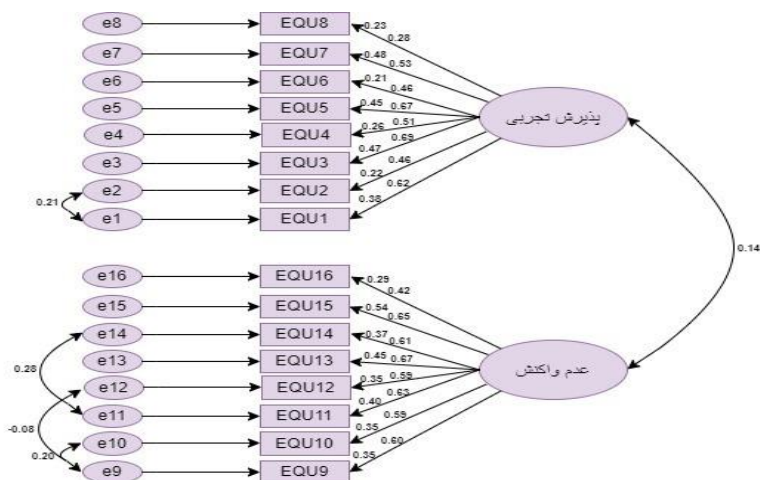 e8 EQU8 0.23
0.28
e7 EQU7 0.48 0.53
e6 EQU6 0.21 0.46
e5 EQU5 0.45 0.67
پذیرش تجربی
e4 EQU4 0.26 0.51
e3 EQU3 0.47 0.69
e2 EQU2 0.22 0.46
0.21
e1 EQU1 0.38 0.62
0.14
e16 EQU16 0.29
0.42
e15 EQU15 0.54 0.65
e14 EQU14 0.37 0.61
e13 EQU13 0.45 0.67
0.28
عدم واکنش
e12 EQU12 0.35 0.59
e11 EQU11 0.40 0.63
-0.08
e10 EQU10 0.35 0.59
0.20
e9 EQU9 0.35 0.60